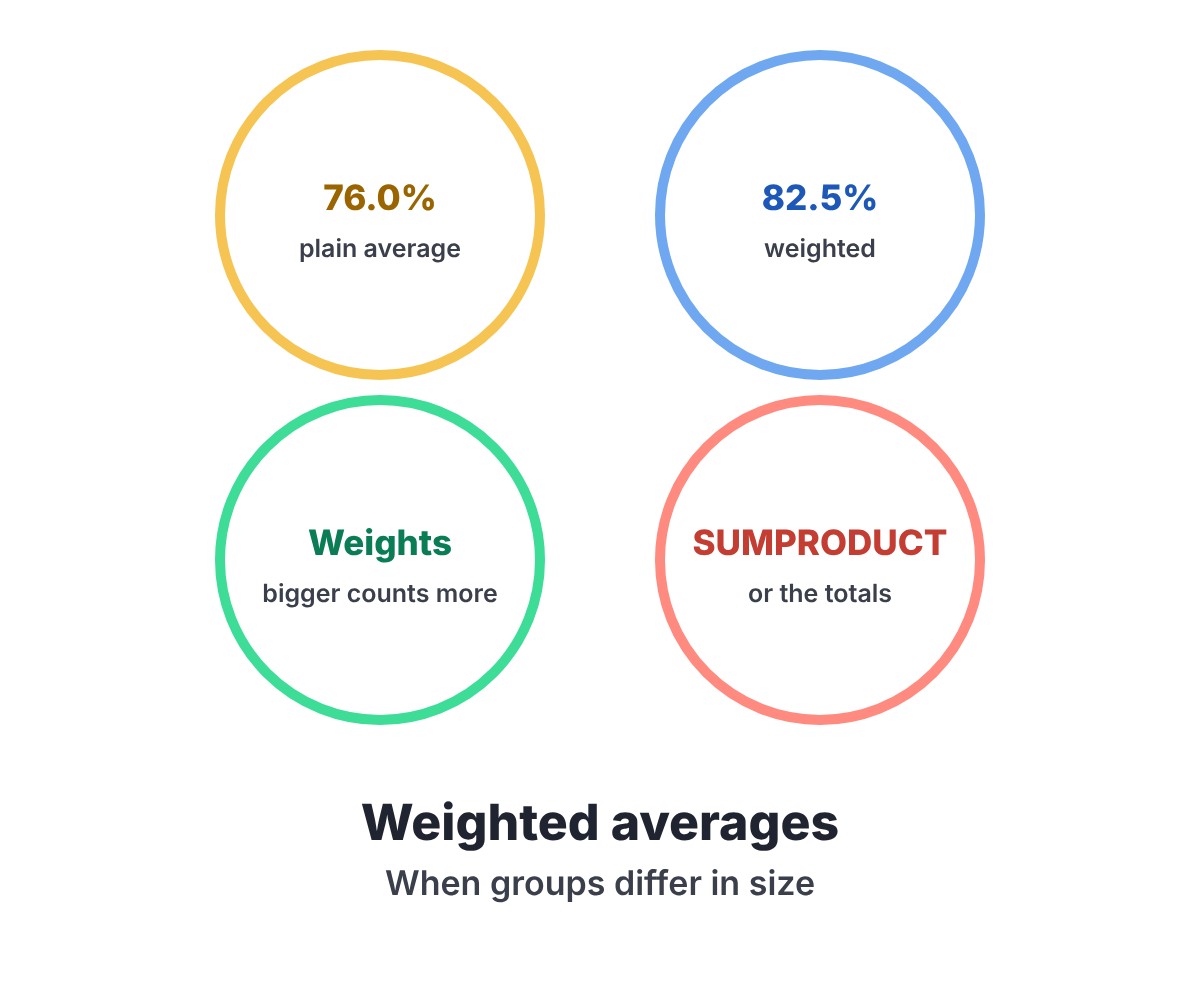 76.0%
plain average
82.5%
weighted
Weights
bigger counts more
SUMPRODUCT
or the totals
Weighted averages
When groups differ in size